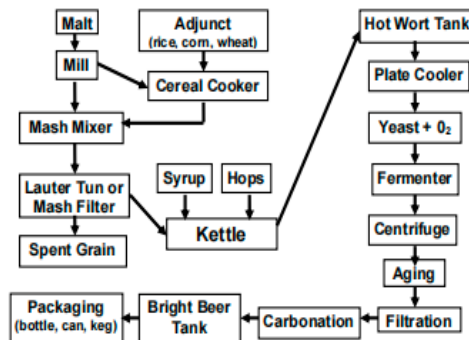 Malt
Adjunct
(rice, corn, wheat)
Hot Wort Tank
Mill
Cereal Cooker
Plate Cooler
Mash Mixer
Yeast + 0₂
Lauter Tun or
Mash Filter
Syrup
Hops
Fermenter
Kettle
Spent Grain
Centrifuge
Aging
Packaging
(bottle, can, keg)
Bright Beer
Tank
Carbonation
Filtration